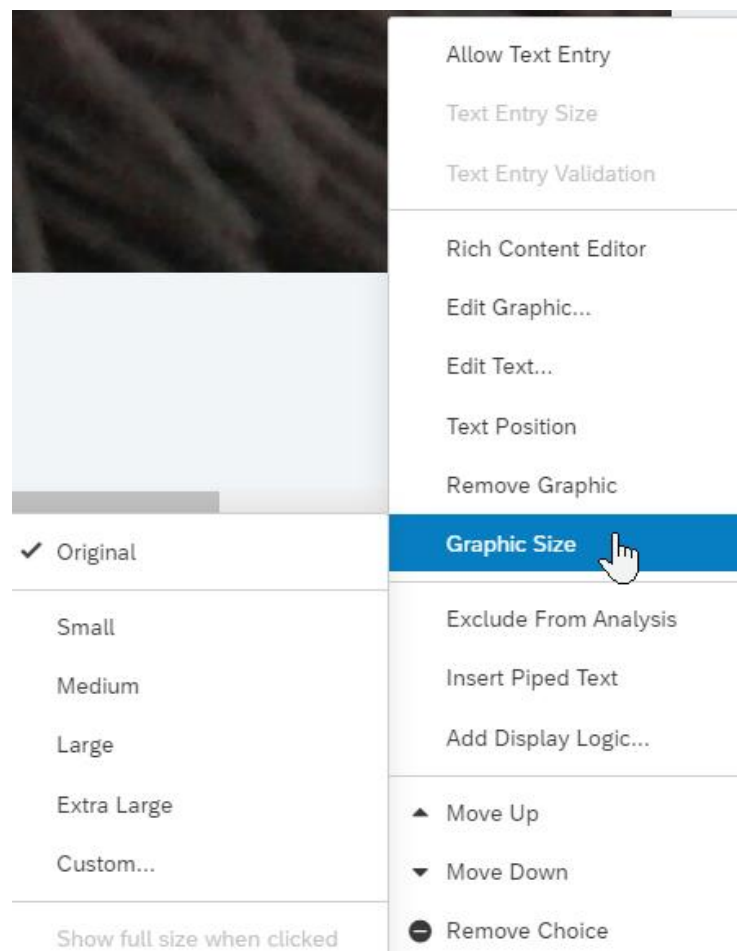 Allow Text Entry
Text Entry Size
Text Entry Validation
Rich Content Editor
Edit Graphic...
Edit Text...
Text Position
Remove Graphic
Graphic Size
Exclude From Analysis
Insert Piped Text
Add Display Logic...
Move Up
Move Down
Remove Choice
Original
Small
Medium
Large
Extra Large
Custom...
Show full size when clicked